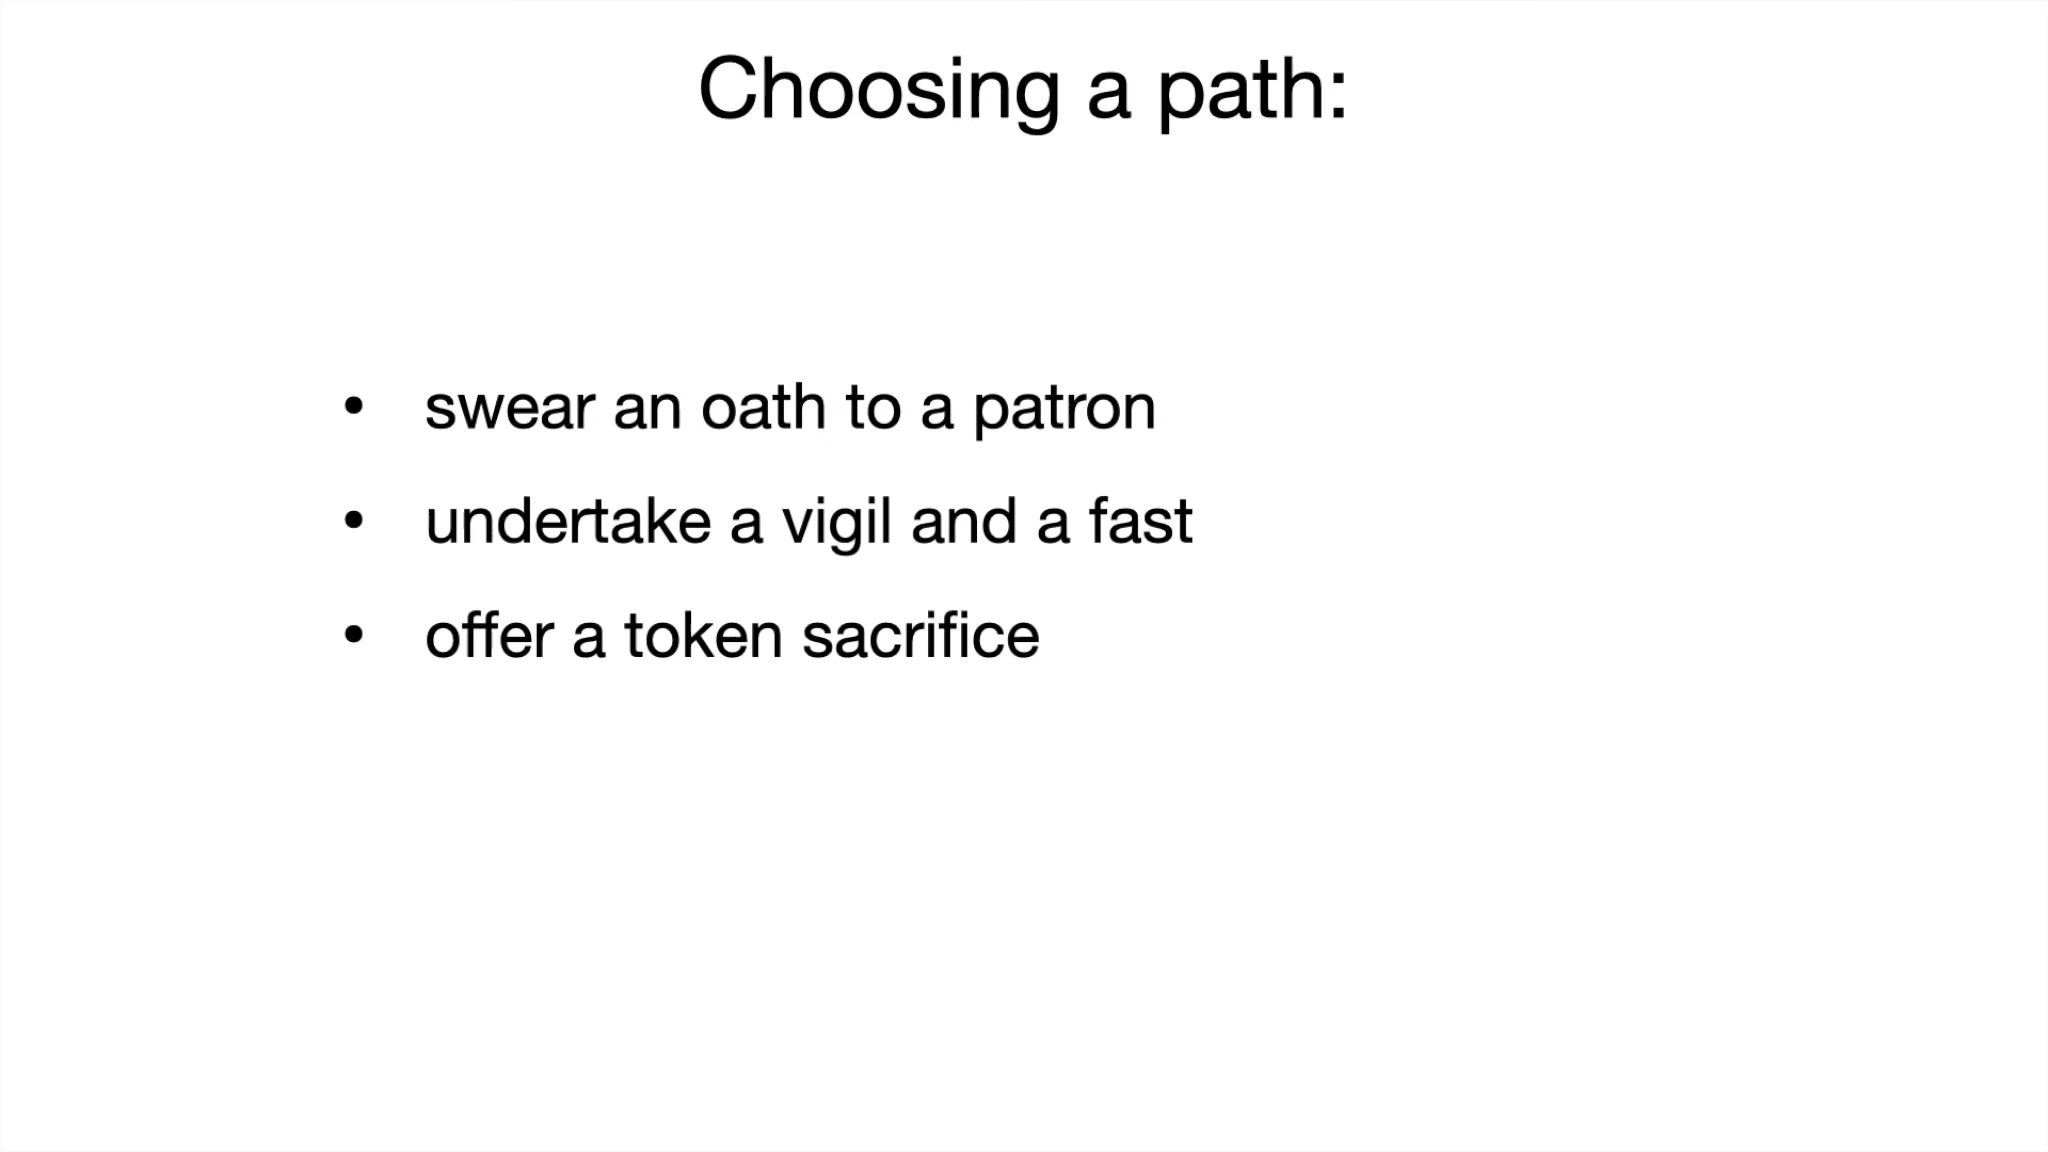 Choosing a path:
• swear an oath to a patron
• undertake a vigil and a fast
• offer a token sacrifice